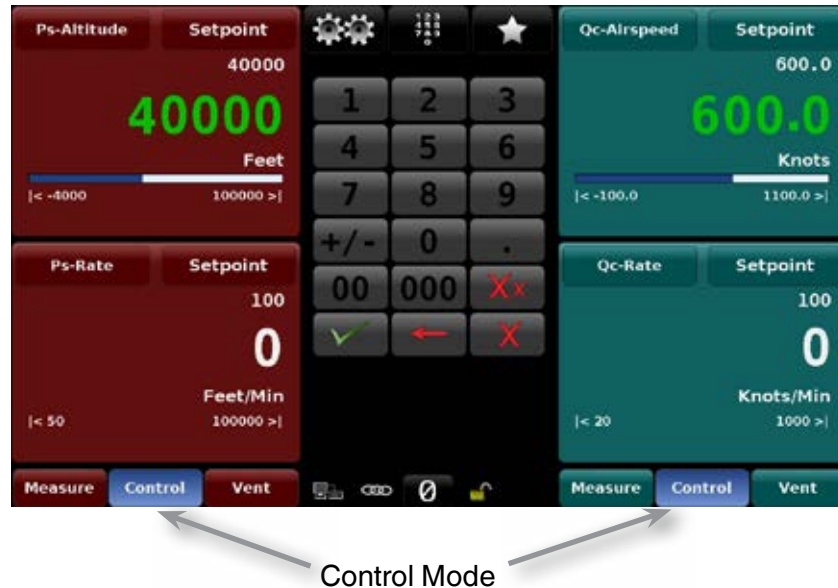 Ps-Altitude Setpoint
40000
40000
Feet
|< -4000 100000 >|
Ps-Rate Setpoint
100
0
Feet/Min
|< 50 100000 >|
Measure Control Vent
1 2 3
4 5 6
7 8 9
+/- 0 .
00 000 Xx
X
0
Qc-Airspeed Setpoint
600.0
600.0
Knots
|< -100.0 1100.0 >|
Qc-Rate Setpoint
100
0
Knots/Min
|< 20 1000 >|
Measure Control Vent
Control Mode